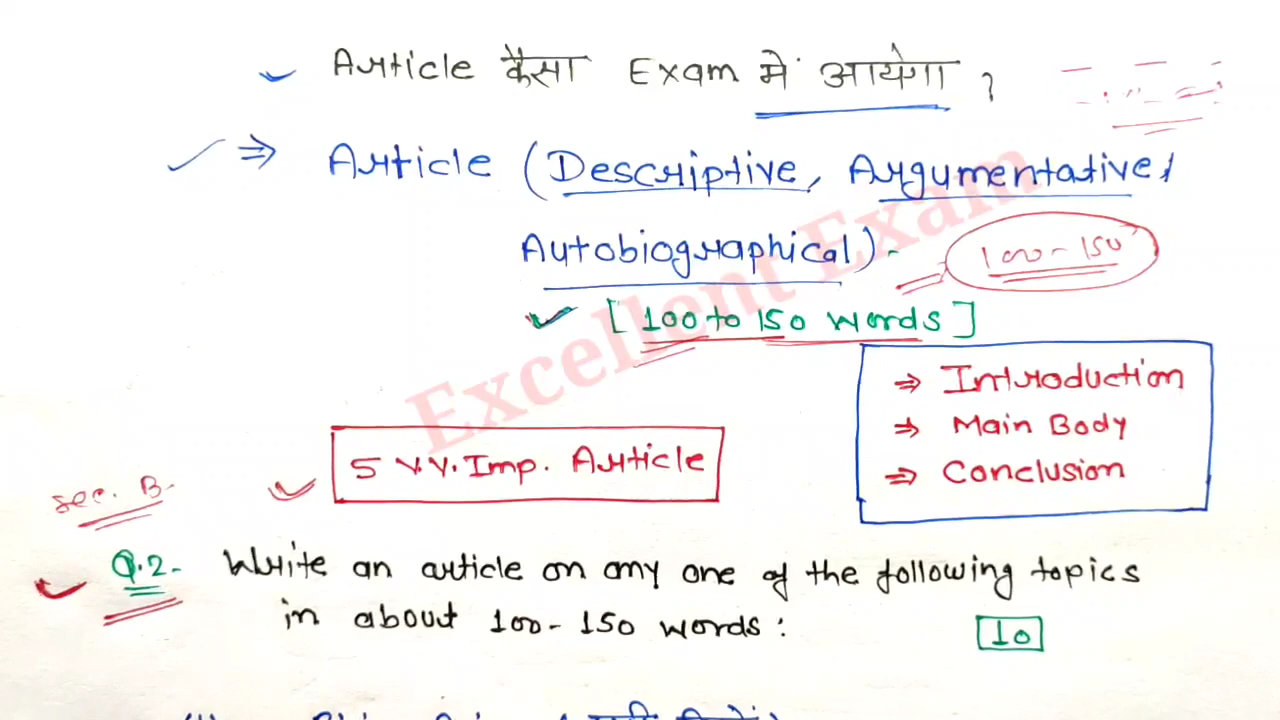 Article कैसा Exam में आयेगा ?
⇒ Article (Descriptive, Argumentative,
Autobiographical)-
100-150
[100 to 150 words]
⇒ Introduction
⇒ Main Body
⇒ Conclusion
5 V.V. Imp. Article
Sec. B-
Q.2- Write an article on any one of the following topics
in about 100-150 words:
10
Excellent Exam